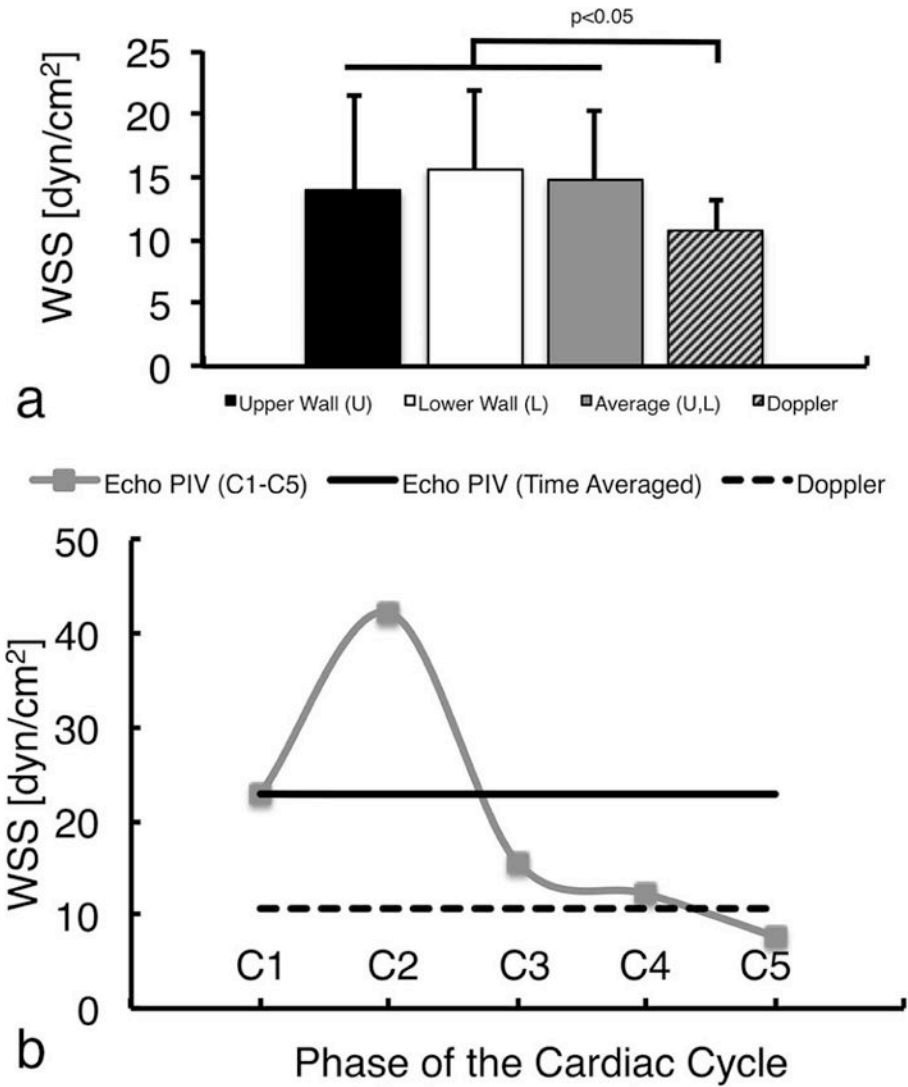 p<0.05
WSS [dyn/cm²]
25
20
15
10
5
0
a
Upper Wall (U) Lower Wall (L) Average (U,L) Doppler
Echo PIV (C1-C5) Echo PIV (Time Averaged) Doppler
WSS [dyn/cm²]
50
40
30
20
10
0
C1 C2 C3 C4 C5
b
Phase of the Cardiac Cycle